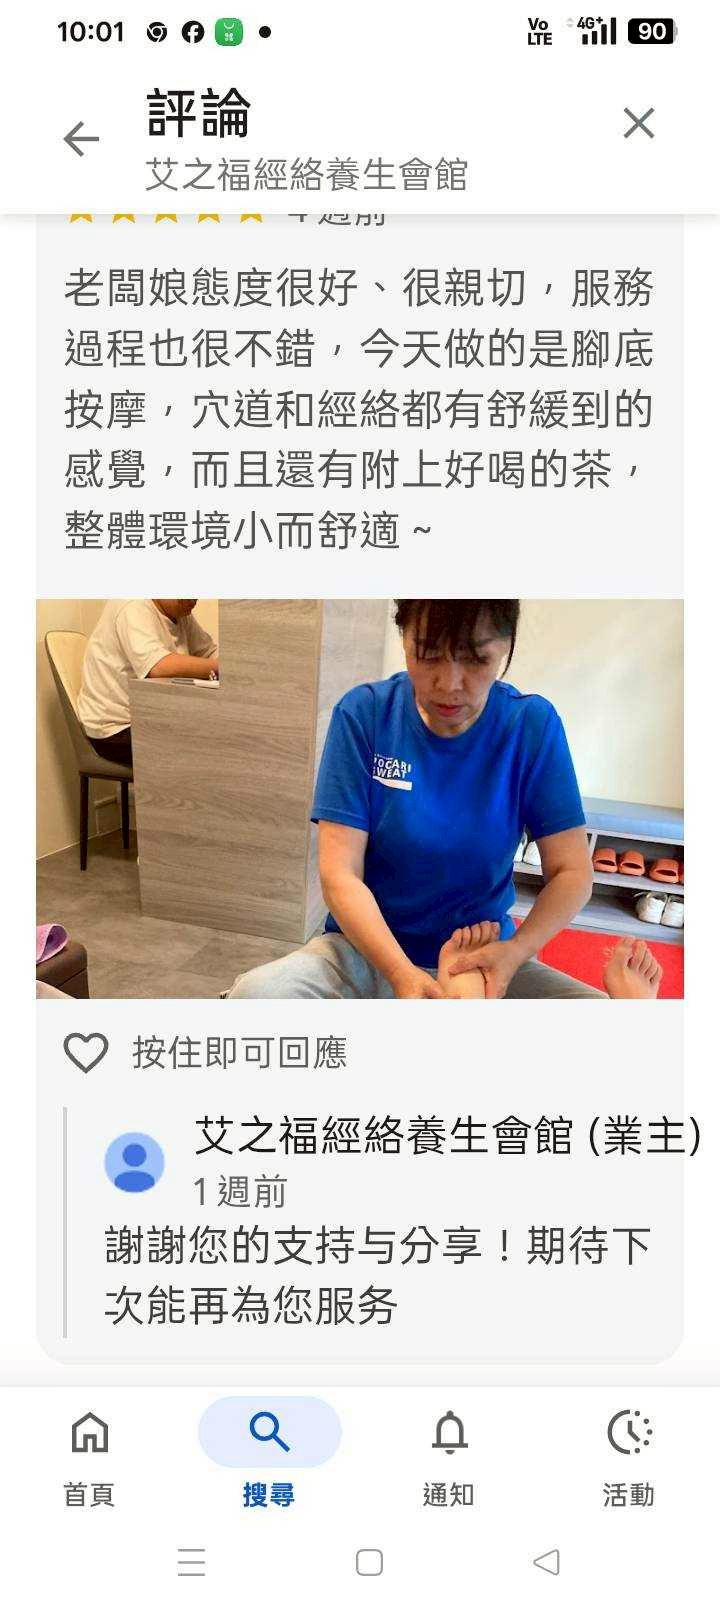 10:01
Vo
LTE
4G+
90
評論
艾之福經絡養生會館
4 週前
老闆娘態度很好、很親切，服務
過程也很不錯，今天做的是腳底
按摩，穴道和經絡都有舒緩到的
感覺，而且還有附上好喝的茶，
整體環境小而舒適 ~
POCARI
SWEAT
按住即可回應
艾之福經絡養生會館 (業主)
1 週前
謝謝您的支持与分享！期待下
次能再為您服务
首頁
搜尋
通知
活動